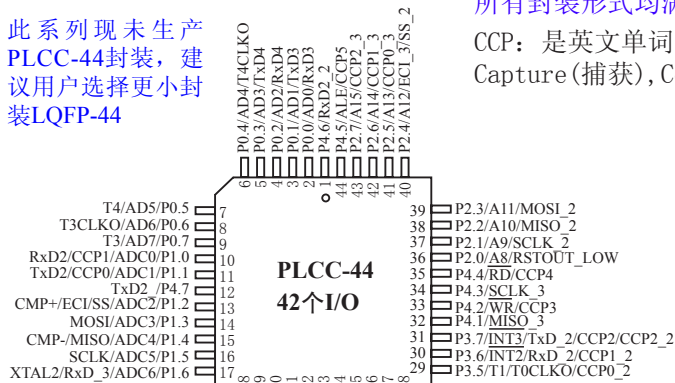 此系列现未生产
PLCC-44封装，建
议用户选择更小封
装LQFP-44
CCP：是英文单词
Capture(捕获),C
P0.4/AD4/T4CLKO
P0.3/AD3/TxD4
P0.2/AD2/RxD4
P0.1/AD1/TxD3
P0.0/AD0/RxD3
P4.6/RxD2_2
P4.5/ALE/CCP5
P2.7/A15/CCP2_3
P2.6/A14/CCP1_3
P2.5/A13/CCP0_3
P2.4/A12/ECI_3/SS_2
6 5 4 3 2 1 44 43 42 41 40
T4/AD5/P0.5 7
T3CLKO/AD6/P0.6 8
T3/AD7/P0.7 9
RxD2/CCP1/ADC0/P1.0 10
TxD2/CCP0/ADC1/P1.1 11
TxD2_/P4.7 12
CMP+/ECI/SS/ADC2/P1.2 13
MOSI/ADC3/P1.3 14
CMP-/MISO/ADC4/P1.4 15
SCLK/ADC5/P1.5 16
XTAL2/RxD_3/ADC6/P1.6 17
PLCC-44
42个I/O
39 P2.3/A11/MOSI_2
38 P2.2/A10/MISO_2
37 P2.1/A9/SCLK_2
36 P2.0/A8/RSTOUT_LOW
35 P4.4/RD/CCP4
34 P4.3/SCLK_3
33 P4.2/WR/CCP3
32 P4.1/MISO_3
31 P3.7/INT3/TxD_2/CCP2/CCP2_2
30 P3.6/INT2/RxD_2/CCP1_2
29 P3.5/T1/T0CLKO/CCP0_2